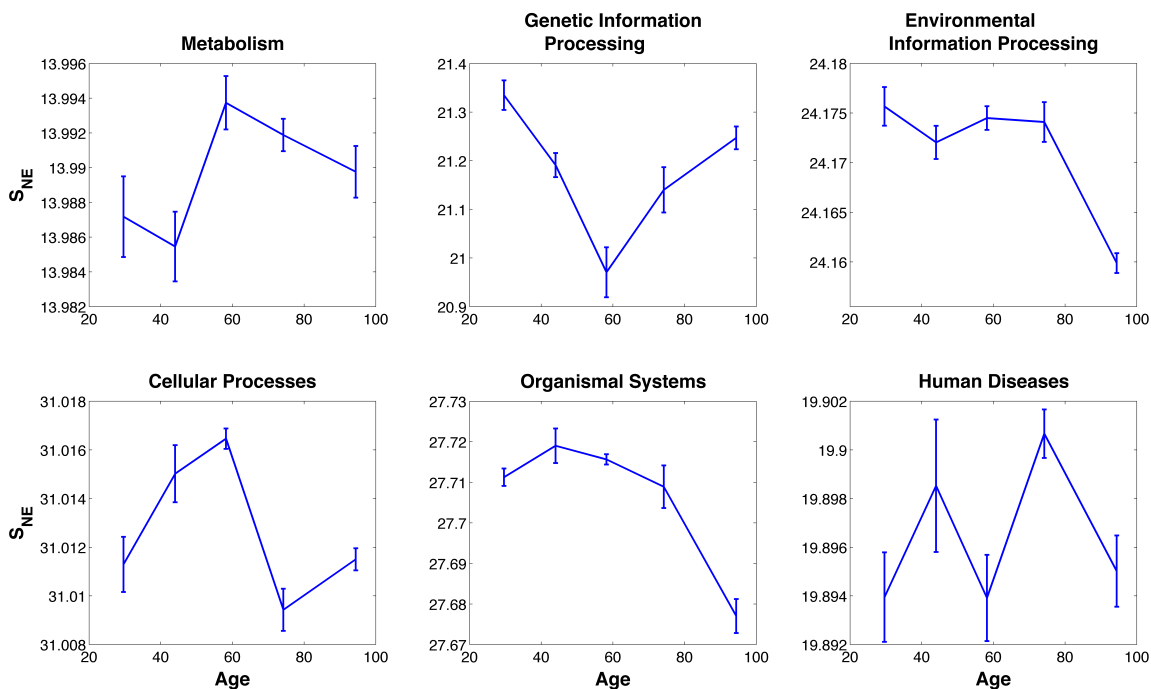 Metabolism
Genetic Information
Processing
Environmental
Information Processing
13.996
13.994
13.992
13.99
13.988
13.986
13.984
13.982
S_NE
20 40 60 80 100
21.4
21.3
21.2
21.1
21
20.9
20 40 60 80 100
24.18
24.175
24.17
24.165
24.16
20 40 60 80 100
Cellular Processes
Organismal Systems
Human Diseases
31.018
31.016
31.014
31.012
31.01
31.008
S_NE
20 40 60 80 100
Age
27.73
27.72
27.71
27.7
27.69
27.68
27.67
20 40 60 80 100
Age
19.902
19.9
19.898
19.896
19.894
19.892
20 40 60 80 100
Age